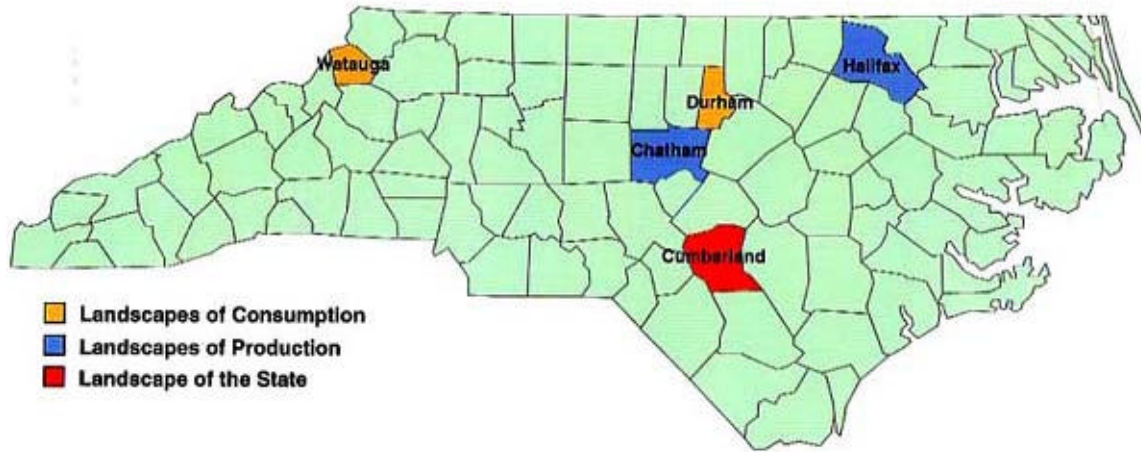 Watauga
Halifax
Durham
Chatham
Cumberland
Landscapes of Consumption
Landscapes of Production
Landscape of the State